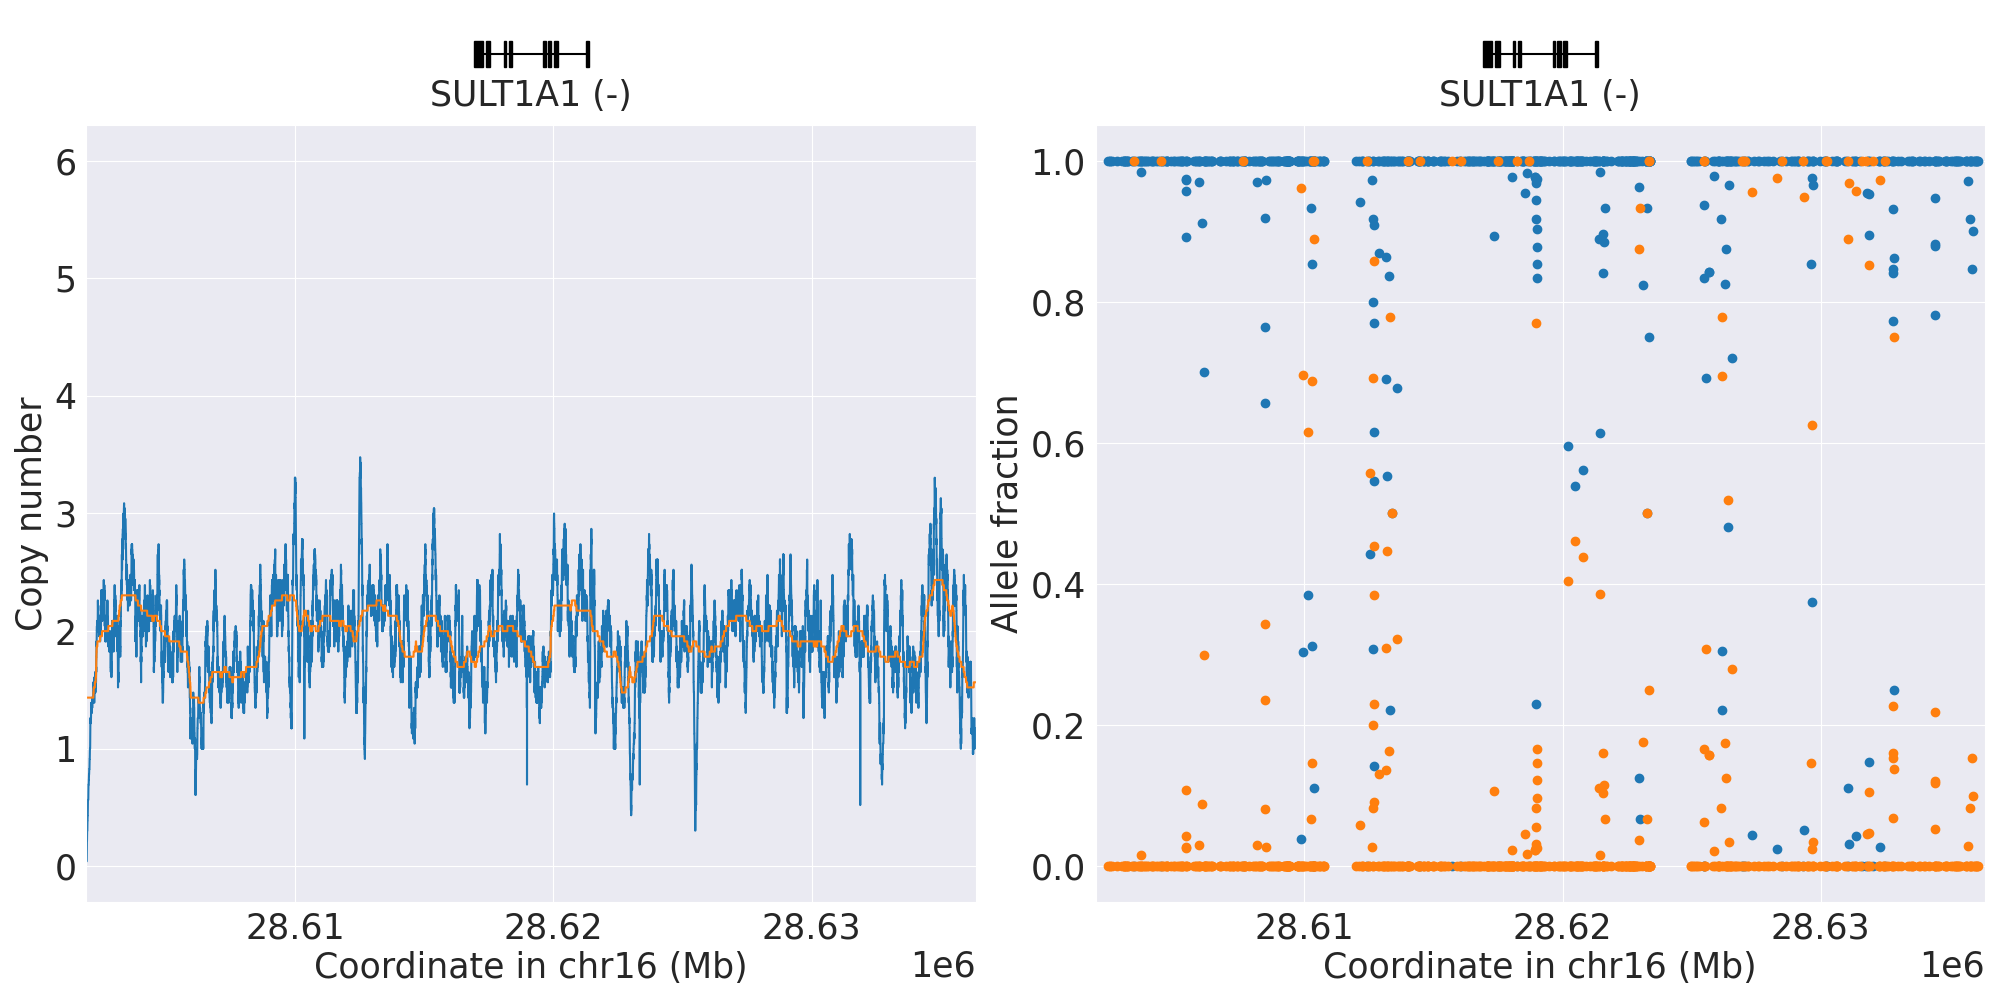 SULT1A1 (-)
6
5
4
3
2
1
0
Copy number
28.61
28.62
28.63
Coordinate in chr16 (Mb)
1e6
SULT1A1 (-)
1.0
0.8
0.6
0.4
0.2
0.0
Allele fraction
28.61
28.62
28.63
Coordinate in chr16 (Mb)
1e6